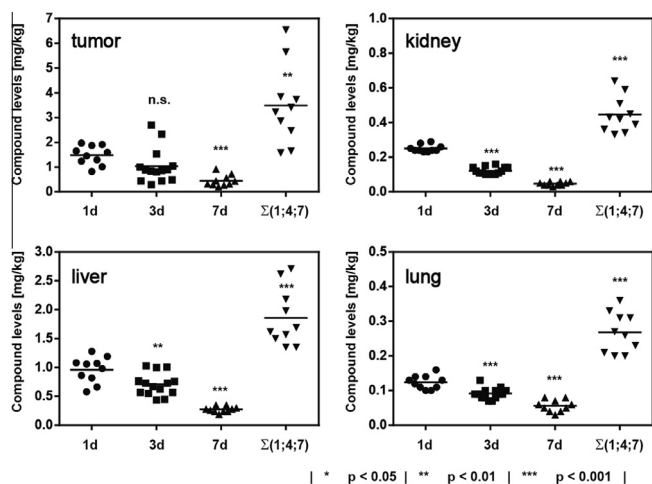 tumor
Compound levels [mg/kg]
7
6
5
4
3
2
1
0
n.s.
***
**
1d 3d 7d Σ(1;4;7)
kidney
Compound levels [mg/kg]
1.0
0.8
0.6
0.4
0.2
0.0
***
***
***
1d 3d 7d Σ(1;4;7)
liver
Compound levels [mg/kg]
3.0
2.5
2.0
1.5
1.0
0.5
0.0
**
***
***
1d 3d 7d Σ(1;4;7)
lung
Compound levels [mg/kg]
0.5
0.4
0.3
0.2
0.1
0.0
***
***
***
1d 3d 7d Σ(1;4;7)
| * p < 0.05 | ** p < 0.01 | *** p < 0.001 |